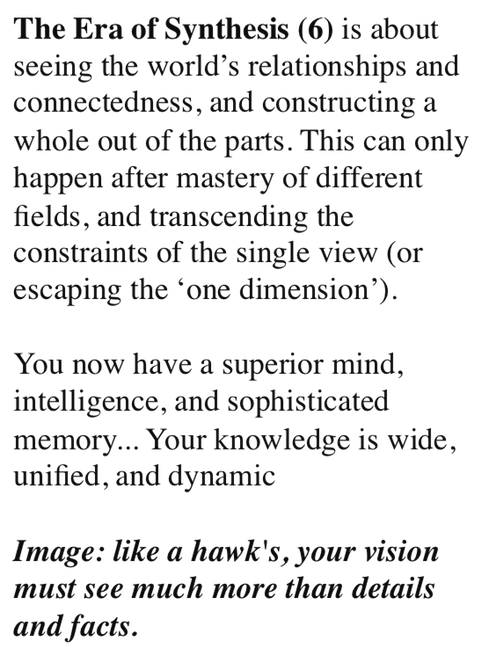 The Era of Synthesis (6) is about
seeing the world’s relationships and
connectedness, and constructing a
whole out of the parts. This can only
happen after mastery of different
fields, and transcending the
constraints of the single view (or
escaping the ‘one dimension’).
You now have a superior mind,
intelligence, and sophisticated
memory... Your knowledge is wide,
unified, and dynamic
Image: like a hawk's, your vision
must see much more than details
and facts.